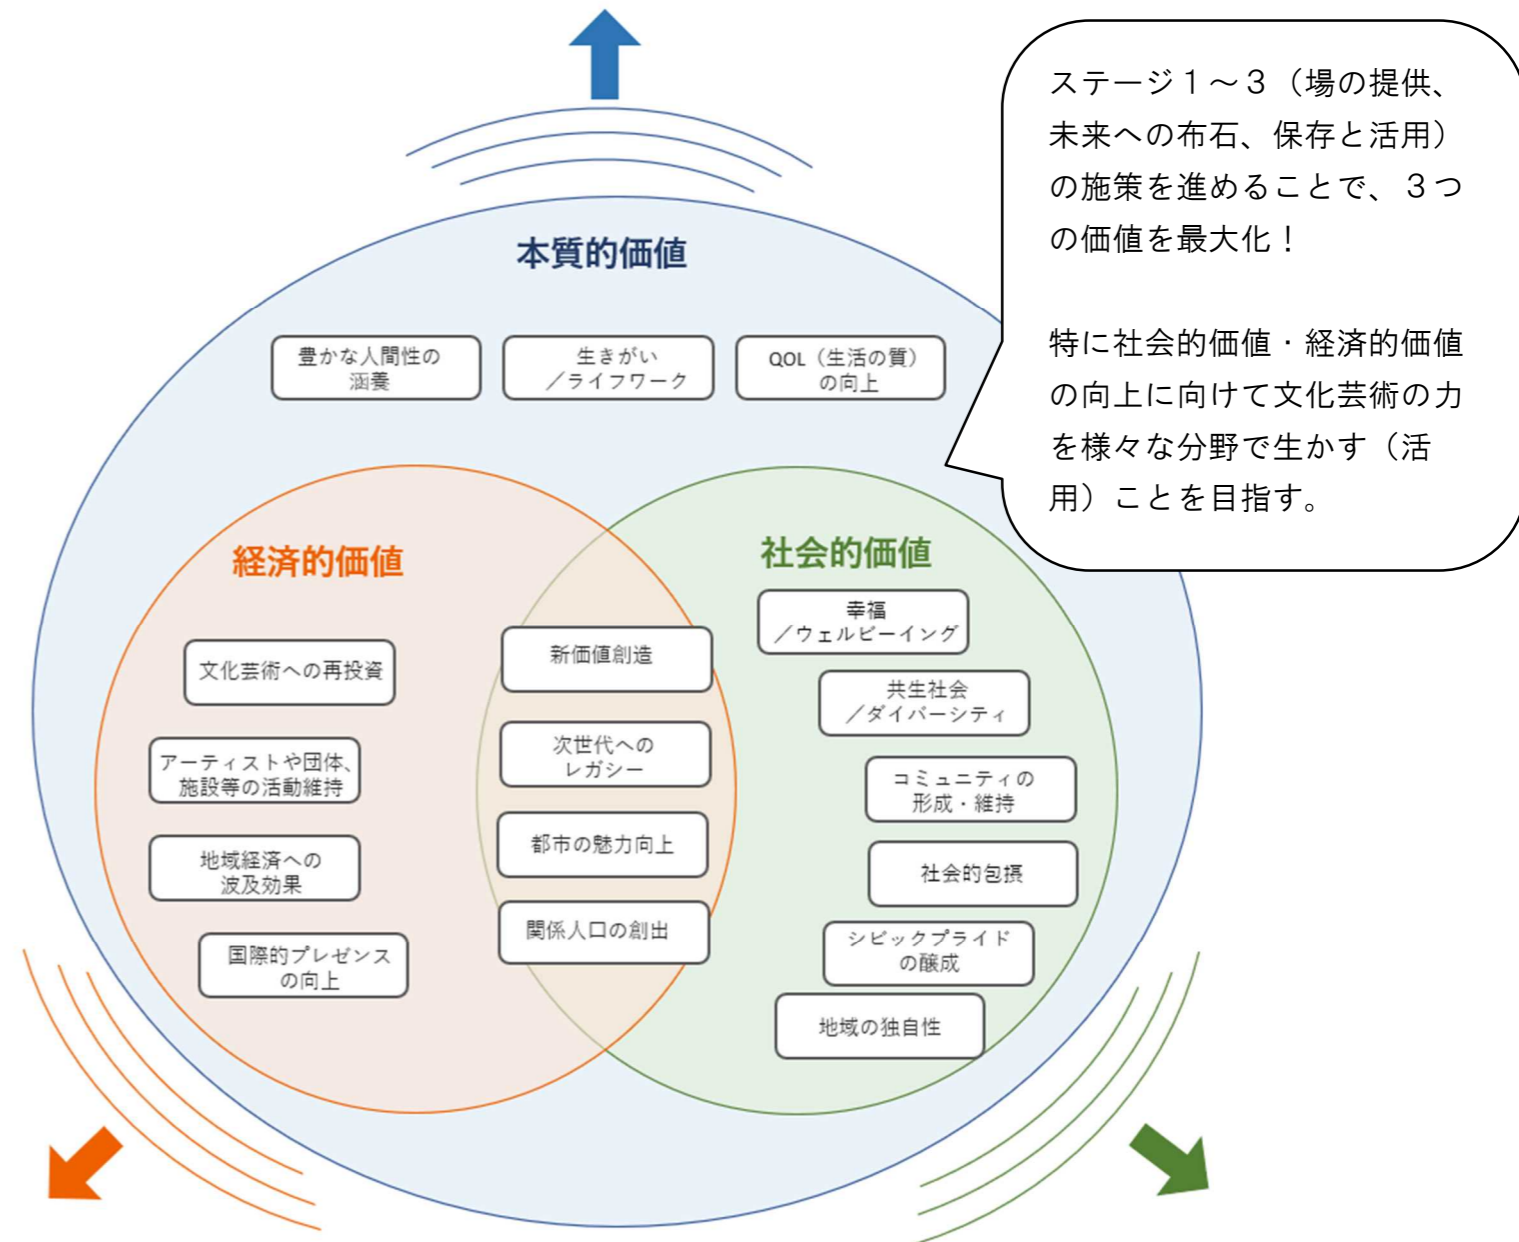 ステージ１～３（場の提供、
未来への布石、保存と活用）
の施策を進めることで、３つ
の価値を最大化！
特に社会的価値・経済的価値
の向上に向けて文化芸術の力
を様々な分野で生かす（活
用）ことを目指す。
本質的価値
豊かな人間性の
涵養
生きがい
／ライフワーク
QOL（生活の質）
の向上
経済的価値
文化芸術への再投資
アーティストや団体、
施設等の活動維持
地域経済への
波及効果
国際的プレゼンス
の向上
新価値創造
次世代への
レガシー
都市の魅力向上
関係人口の創出
社会的価値
幸福
／ウェルビーイング
共生社会
／ダイバーシティ
コミュニティの
形成・維持
社会的包摂
シビックプライド
の醸成
地域の独自性